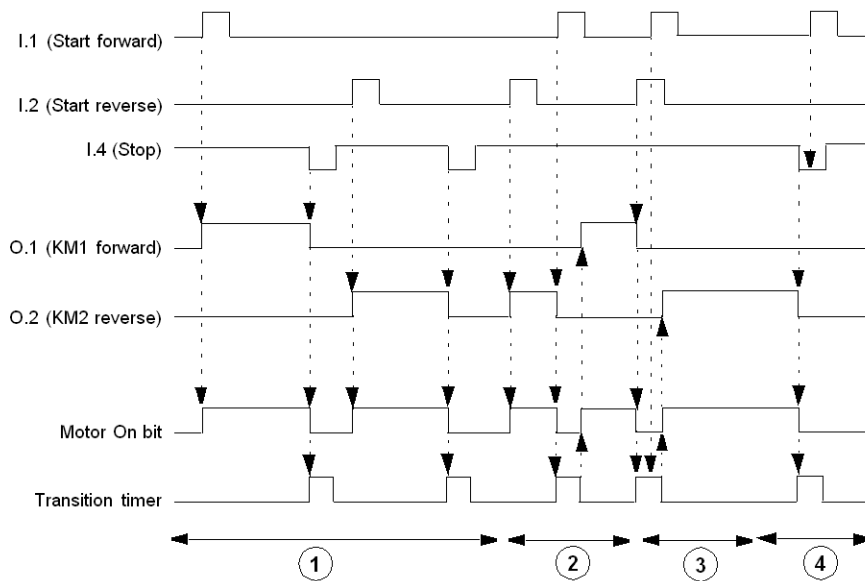 I.1 (Start forward)
I.2 (Start reverse)
I.4 (Stop)
O.1 (KM1 forward)
O.2 (KM2 reverse)
Motor On bit
Transition timer
1 2 3 4